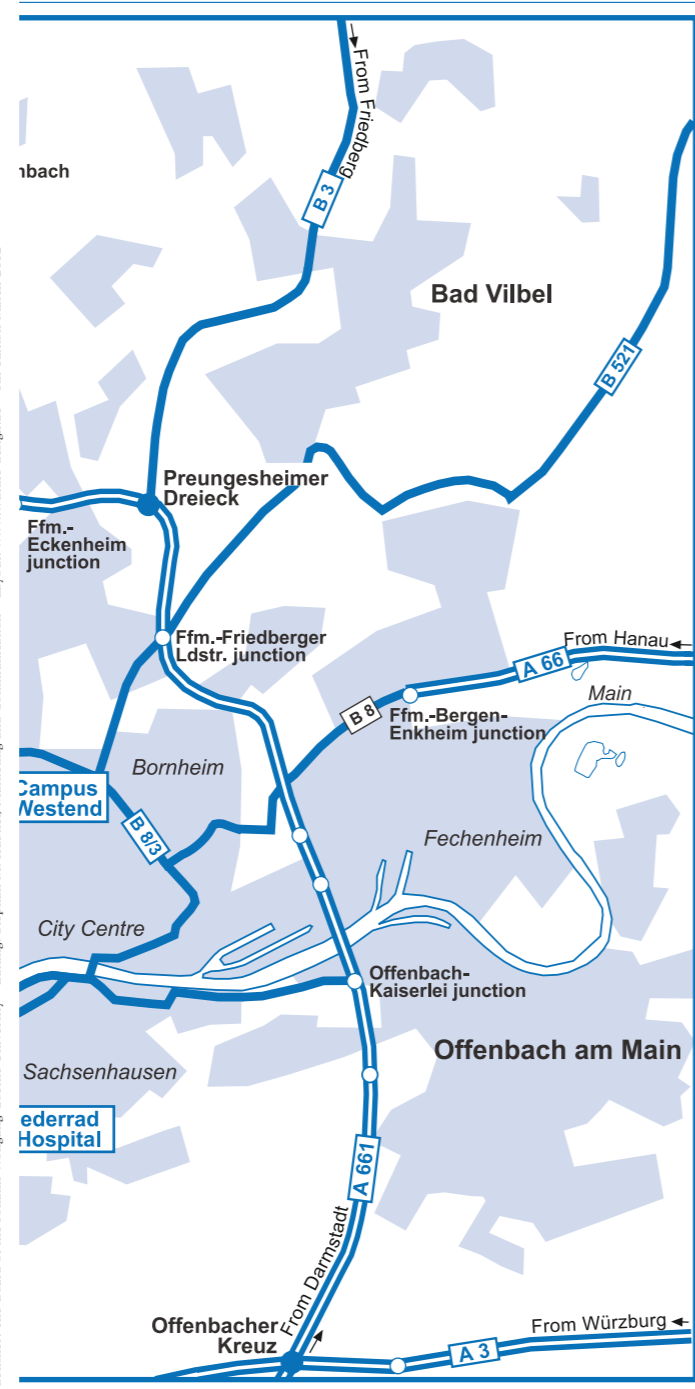 From Friedberg
nbach
B 3
Bad Vilbel
B 521
Preungesheimer
Dreieck
Ffm.-
Eckenheim
junction
Ffm.-Friedberger
Ldstr. junction
From Hanau
A 66
Main
B 8
Ffm.-Bergen-
Enkheim junction
Bornheim
Campus
Westend
B 8/3
Fechenheim
City Centre
Offenbach-
Kaiserlei junction
Offenbach am Main
Sachsenhausen
ederrad
Hospital
A 661
From Darmstadt
Offenbacher
Kreuz
From Würzburg
A 3